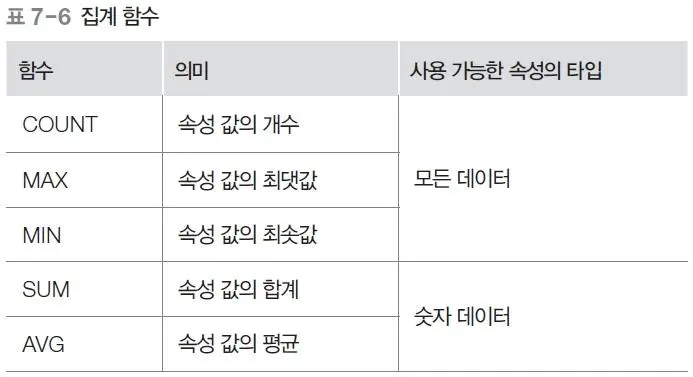 표 7-6 집계 함수
함수 의미 사용 가능한 속성의 타입
COUNT 속성 값의 개수
MAX 속성 값의 최댓값 모든 데이터
MIN 속성 값의 최솟값
SUM 속성 값의 합계
숫자 데이터
AVG 속성 값의 평균